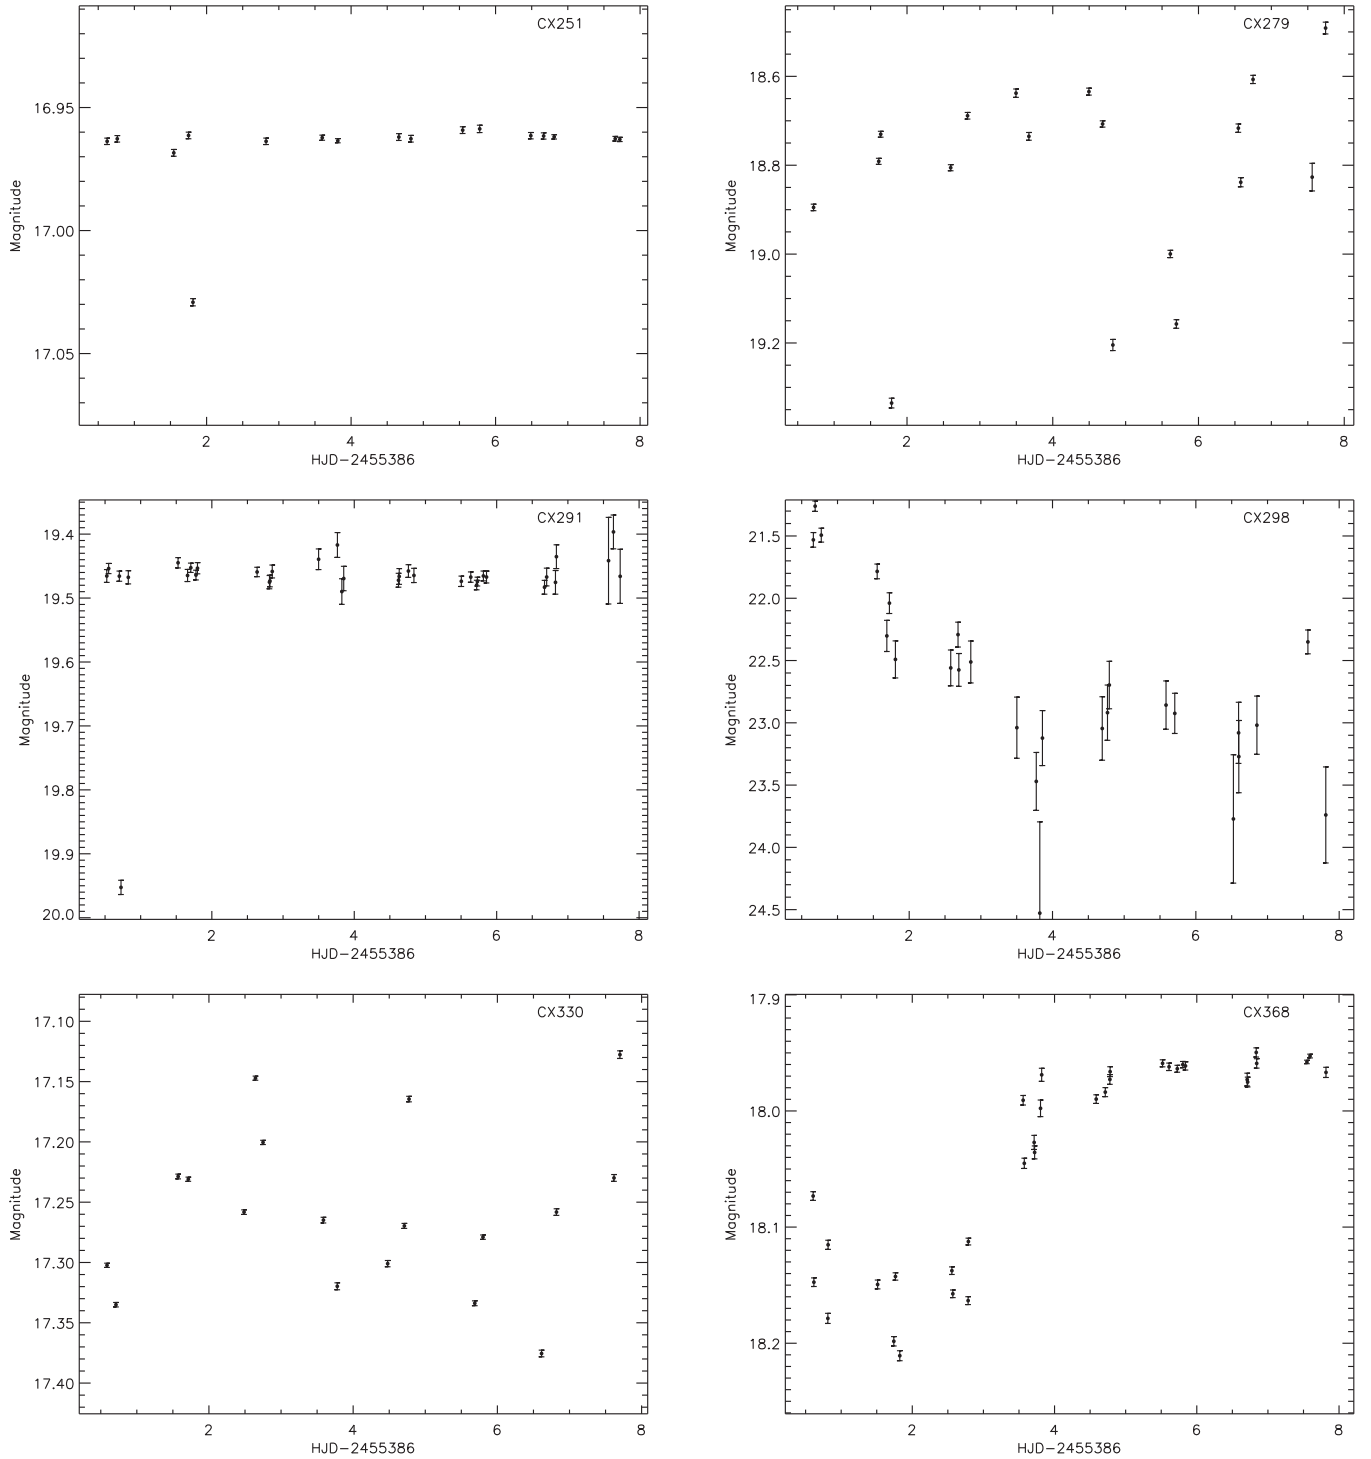 CX251
16.95
17.00
17.05
Magnitude
2 4 6 8
HJD-2455386
CX279
18.6
18.8
19.0
19.2
Magnitude
2 4 6 8
HJD-2455386
CX291
19.4
19.5
19.6
19.7
19.8
19.9
20.0
Magnitude
2 4 6 8
HJD-2455386
CX298
21.5
22.0
22.5
23.0
23.5
24.0
24.5
Magnitude
2 4 6 8
HJD-2455386
CX330
17.10
17.15
17.20
17.25
17.30
17.35
17.40
Magnitude
2 4 6 8
HJD-2455386
CX368
17.9
18.0
18.1
18.2
Magnitude
2 4 6 8
HJD-2455386